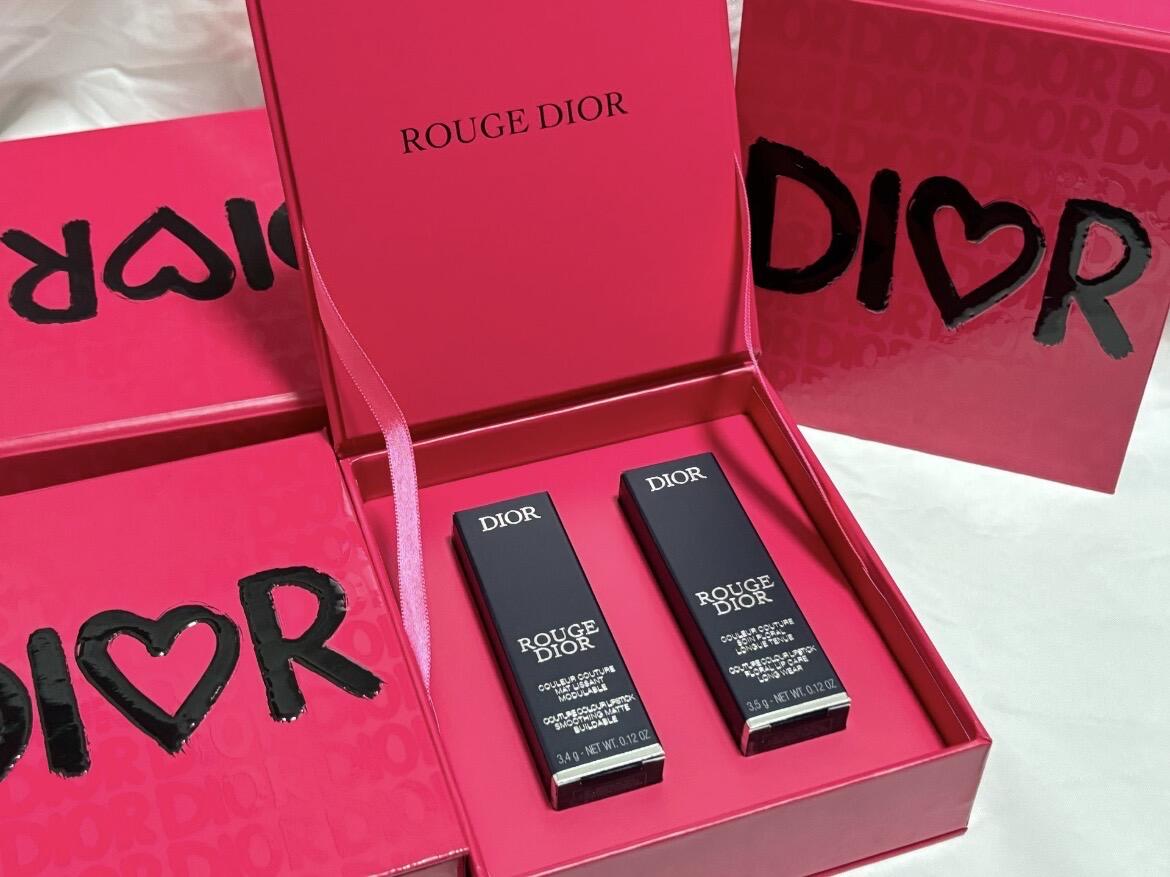 ROUGE DIOR
DIOR
DIOR
DIOR
DIOR
ROUGE
DIOR
COULEUR COUTURE
MAT LISSANT
MODULABLE
COUTURE COLOUR LIPSTICK
SMOOTHING MATTE
BUILDABLE
3,4 g - NET WT. 0.12 OZ
DIOR
ROUGE
DIOR
COULEUR COUTURE
SOIN FLORAL
LONGUE TENUE
COUTURE COLOUR LIPSTICK
FLORAL LIP CARE
LONG WEAR
3,5 g - NET WT. 0.12 OZ